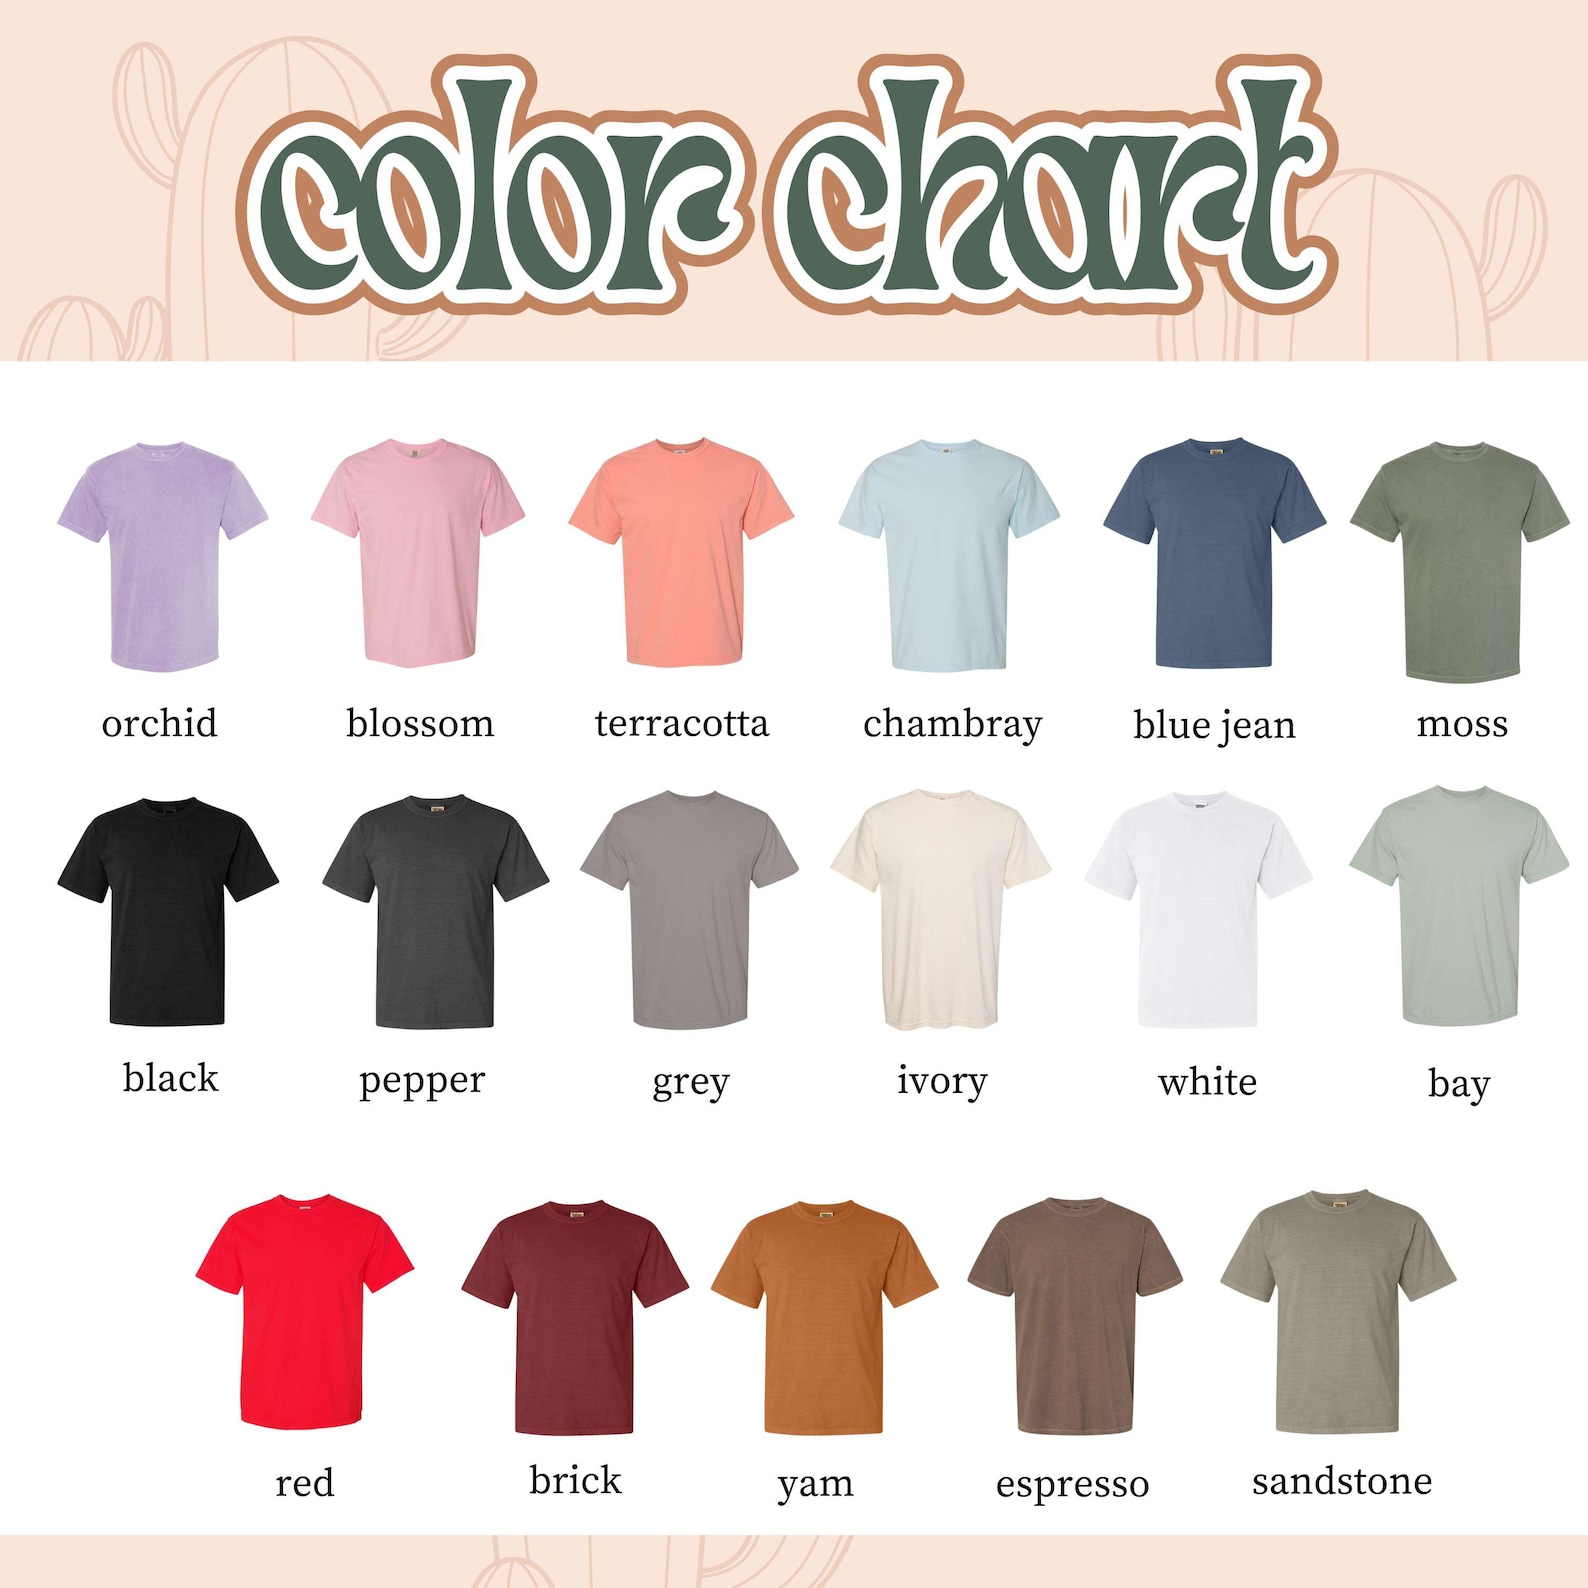 color chart
orchid
blossom
terracotta
chambray
blue jean
moss
black
pepper
grey
ivory
white
bay
red
brick
yam
espresso
sandstone